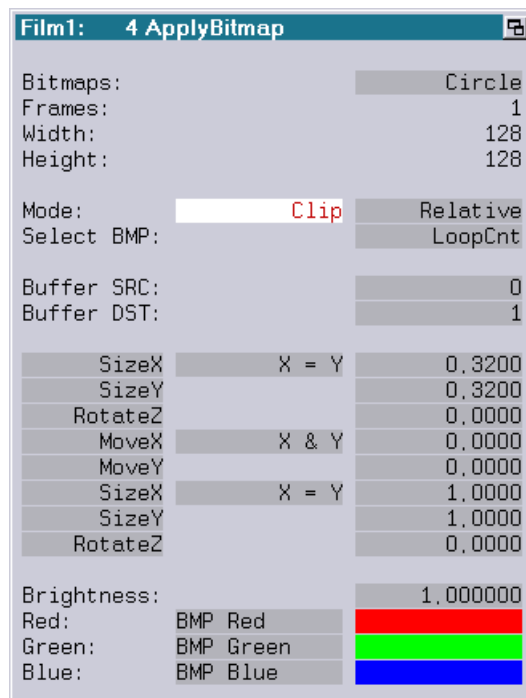 Film1: 4 ApplyBitmap
Bitmaps: Circle
Frames: 1
Width: 128
Height: 128
Mode: Clip Relative
Select BMP: LoopCnt
Buffer SRC: 0
Buffer DST: 1
SizeX X = Y 0,3200
SizeY 0,3200
RotateZ 0,0000
MoveX X & Y 0,0000
MoveY 0,0000
SizeX X = Y 1,0000
SizeY 1,0000
RotateZ 0,0000
Brightness: 1,000000
Red: BMP Red
Green: BMP Green
Blue: BMP Blue